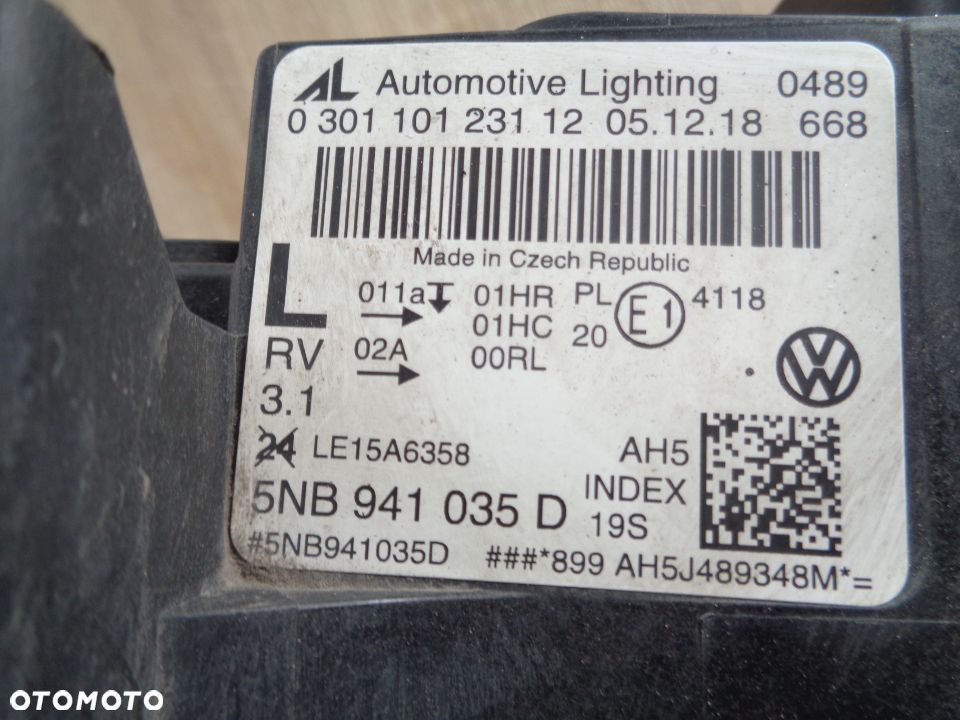 AL Automotive Lighting 0489
0 301 101 231 12 05.12.18 668
Made in Czech Republic
L 011a 01HR PL E1 4118
01HC 20
RV 02A 00RL
3.1
24 LE15A6358 AH5
5NB 941 035 D INDEX
19S
#5NB941035D ###*899 AH5J489348M*=
OTOMOTO